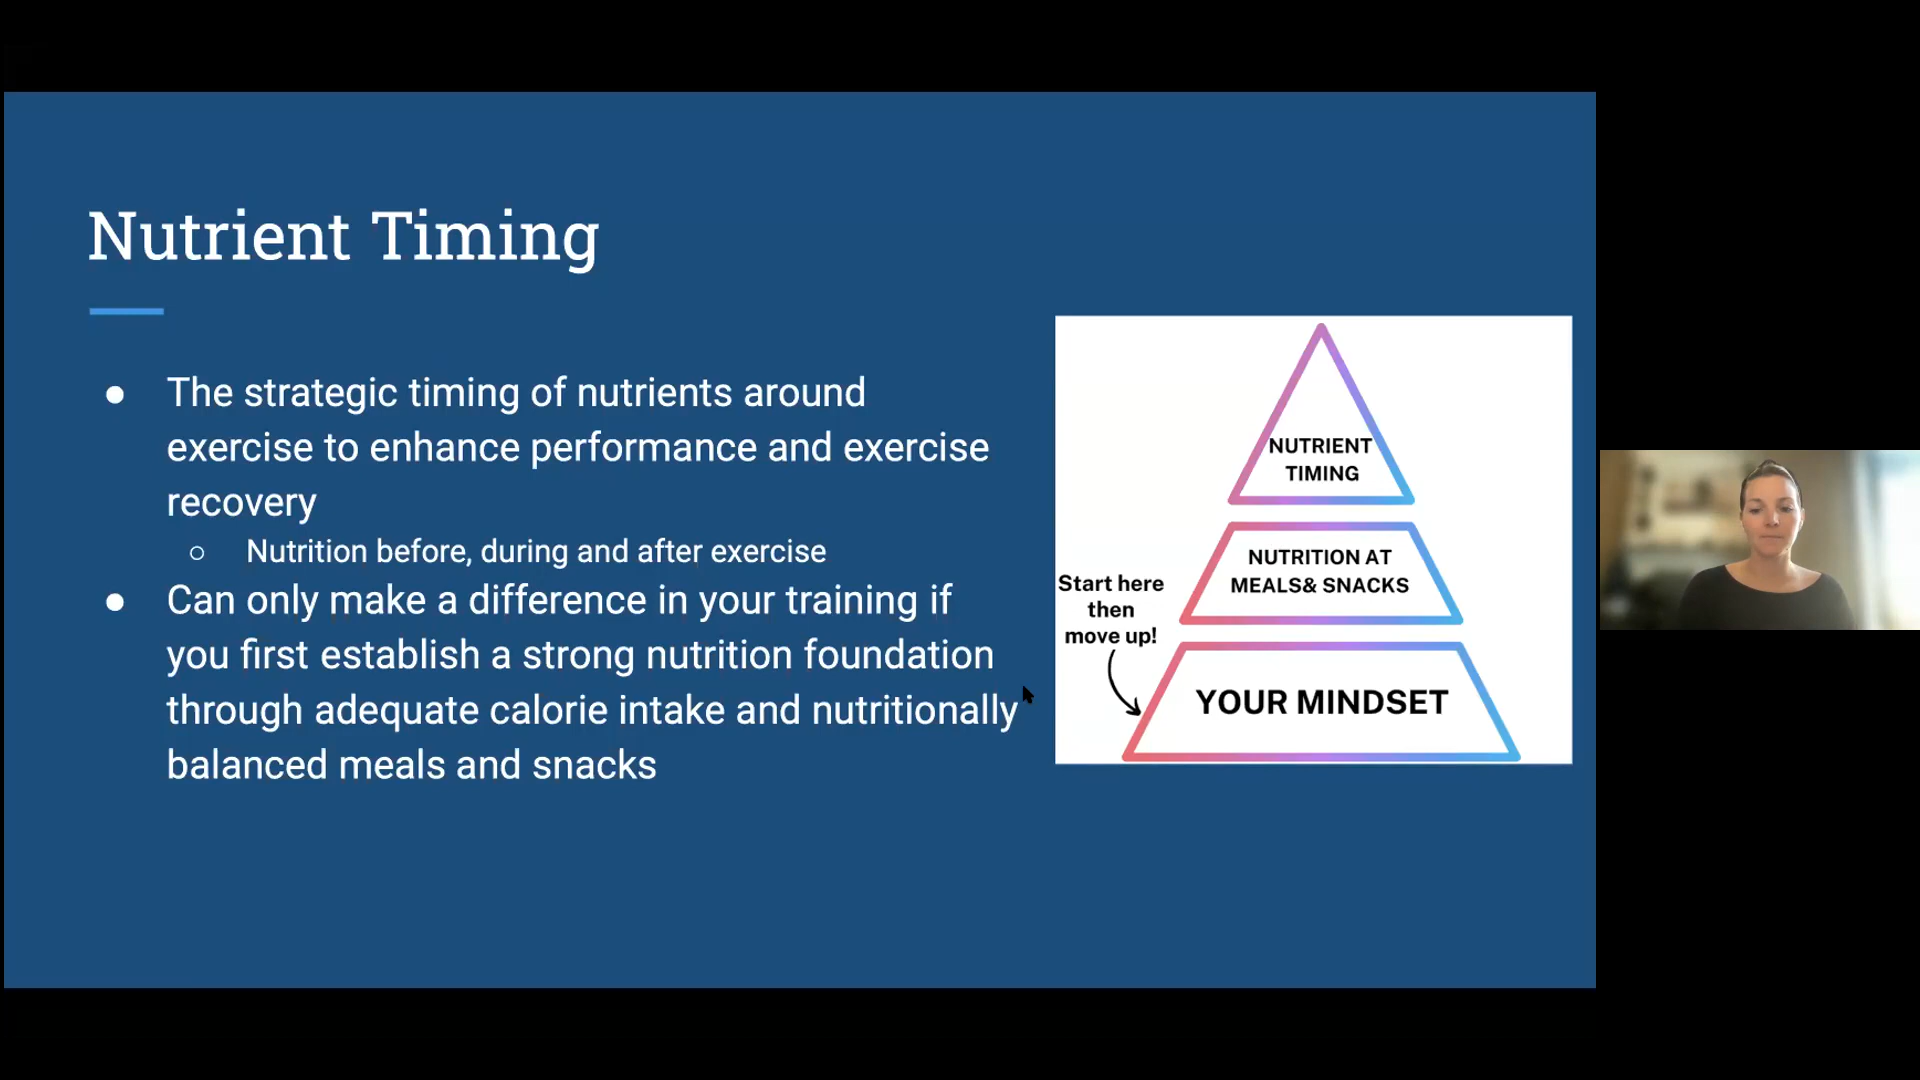 Nutrient Timing
● The strategic timing of nutrients around
exercise to enhance performance and exercise
recovery
○ Nutrition before, during and after exercise
● Can only make a difference in your training if
you first establish a strong nutrition foundation
through adequate calorie intake and nutritionally
balanced meals and snacks
NUTRIENT
TIMING
NUTRITION AT
MEALS& SNACKS
Start here
then
move up!
YOUR MINDSET